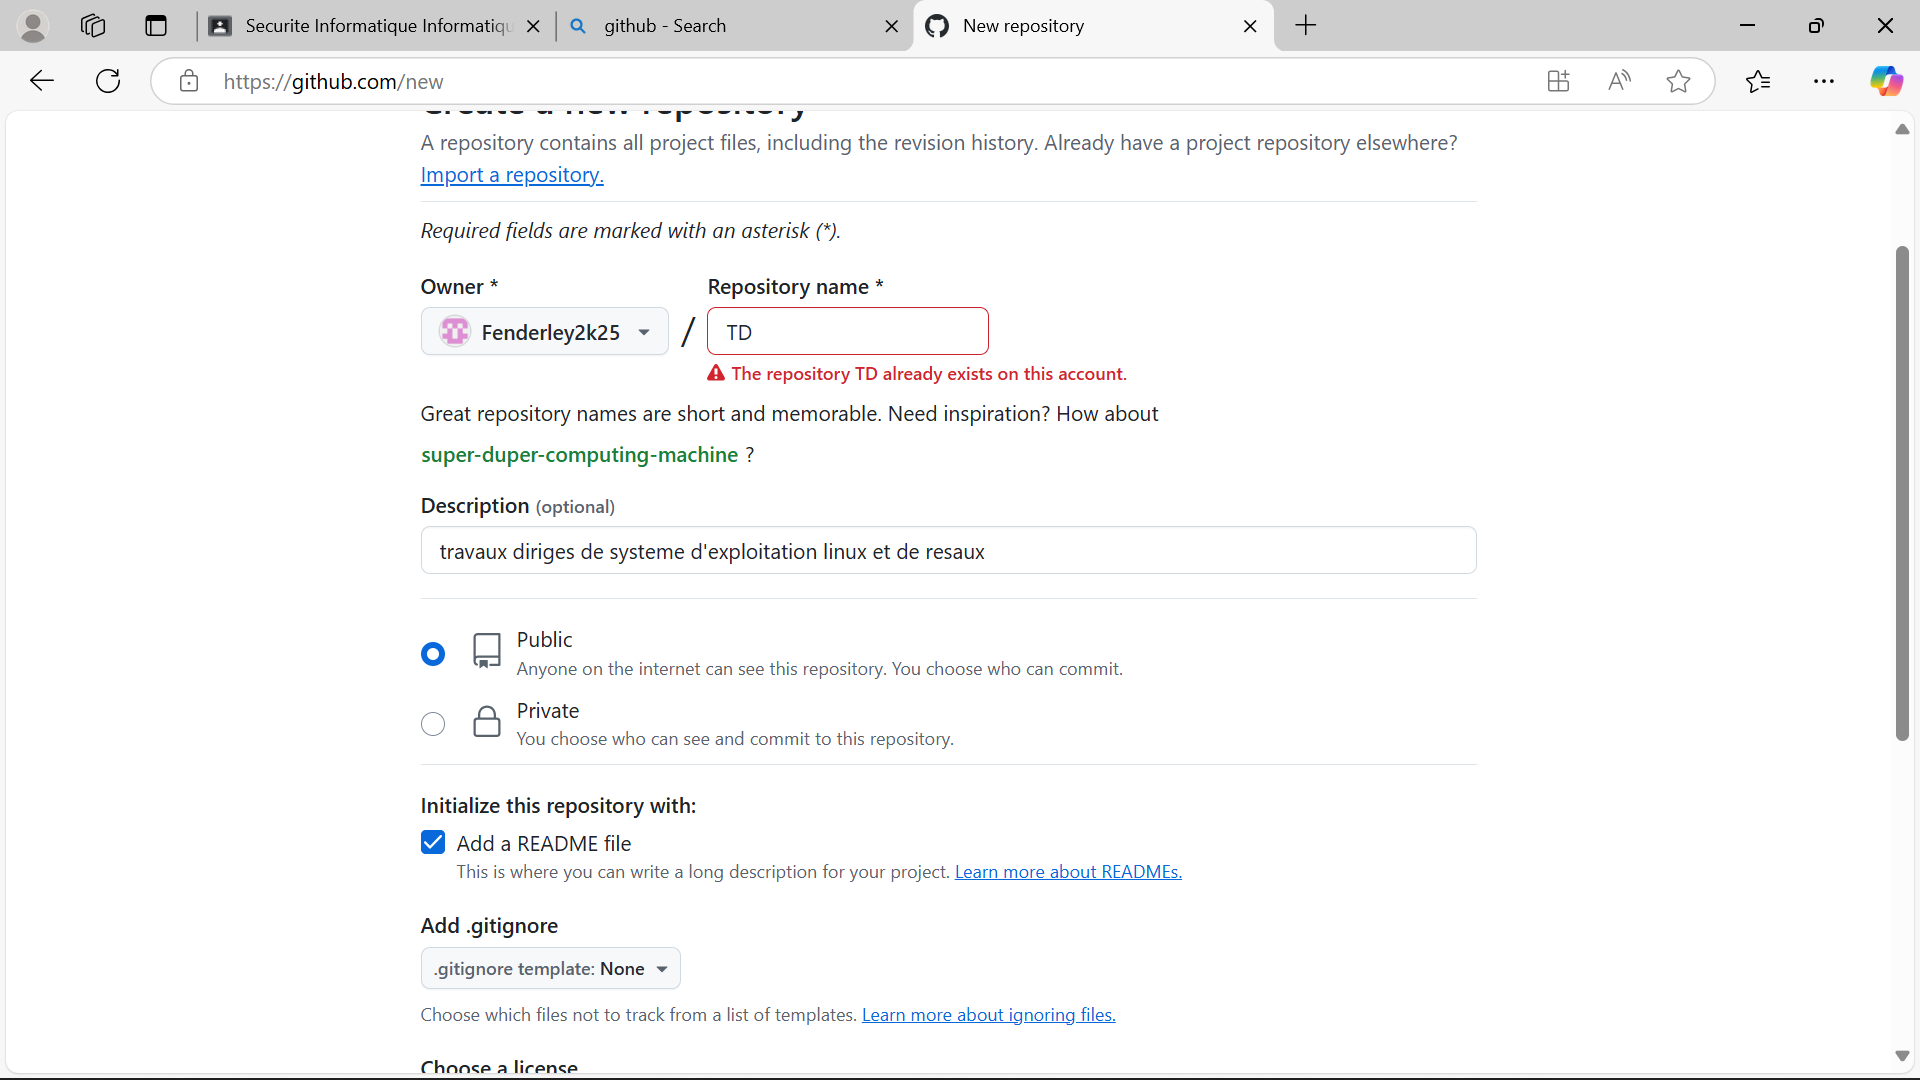 Securite Informatique Informatiqu
github - Search
New repository
https://github.com/new
Create a new repository
A repository contains all project files, including the revision history. Already have a project repository elsewhere?
Import a repository.
Required fields are marked with an asterisk (*).
Owner *
Repository name *
Fenderley2k25
/
TD
The repository TD already exists on this account.
Great repository names are short and memorable. Need inspiration? How about
super-duper-computing-machine ?
Description (optional)
travaux diriges de systeme d'exploitation linux et de resaux
Public
Anyone on the internet can see this repository. You choose who can commit.
Private
You choose who can see and commit to this repository.
Initialize this repository with:
Add a README file
This is where you can write a long description for your project. Learn more about READMEs.
Add .gitignore
.gitignore template: None
Choose which files not to track from a list of templates. Learn more about ignoring files.
Choose a license